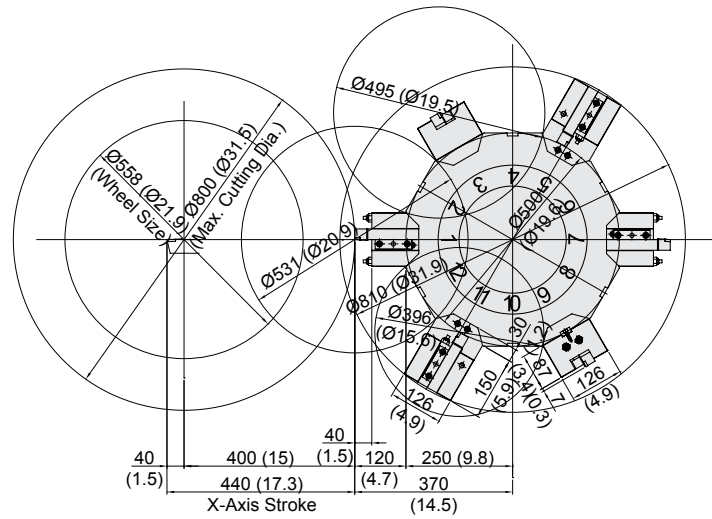 Ø495 (Ø19.5)
Ø558 (Ø21.9)
(Wheel Size)
Ø800 (Ø31.5)
(Max. Cutting Dia.)
Ø531 (Ø20.9)
Ø810 (Ø31.9)
Ø500
(Ø19.6)
Ø396
(Ø15.6)
1
2
3
4
5
6
7
8
9
10
11
12
30
(1.2)
87
(3.4)
7
(0.3)
126
(4.9)
150
(5.9)
126
(4.9)
40
(1.5)
120
(4.7)
250 (9.8)
40
(1.5)
400 (15)
440 (17.3)
X-Axis Stroke
370
(14.5)